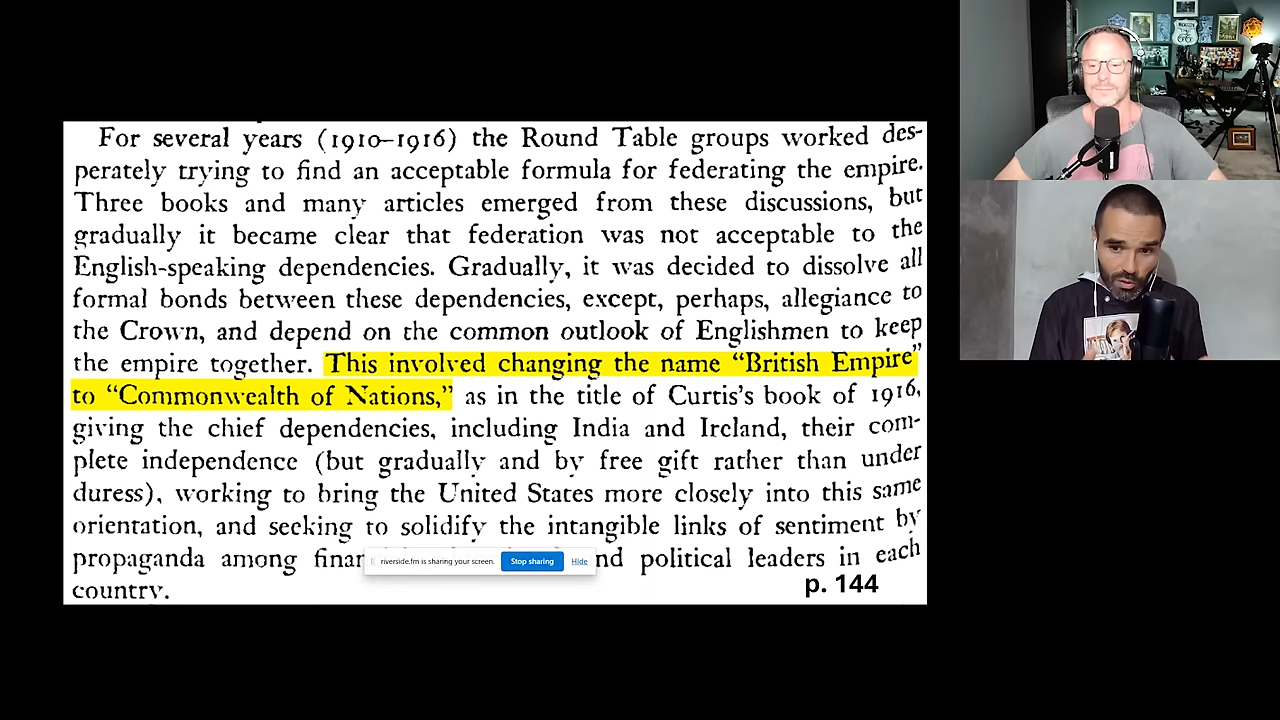 For several years (1910–1916) the Round Table groups worked des-
perately trying to find an acceptable formula for federating the empire.
Three books and many articles emerged from these discussions, but
gradually it became clear that federation was not acceptable to the
English-speaking dependencies. Gradually, it was decided to dissolve all
formal bonds between these dependencies, except, perhaps, allegiance to
the Crown, and depend on the common outlook of Englishmen to keep
the empire together. This involved changing the name “British Empire”
to “Commonwealth of Nations,” as in the title of Curtis’s book of 1916,
giving the chief dependencies, including India and Ireland, their com-
plete independence (but gradually and by free gift rather than under
duress), working to bring the United States more closely into this same
orientation, and seeking to solidify the intangible links of sentiment by
propaganda among political leaders in each
riverside.fm is sharing your screen. Stop sharing Hide
country.
p. 144